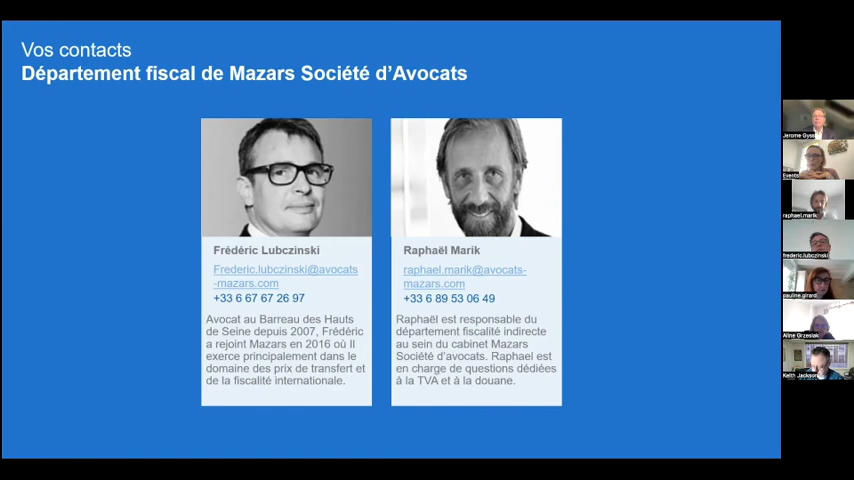 Vos contacts
Département fiscal de Mazars Société d'Avocats
Frédéric Lubczinski
Frederic.lubczinski@avocats
-mazars.com
+33 6 67 67 26 97
Avocat au Barreau des Hauts
de Seine depuis 2007, Frédéric
a rejoint Mazars en 2016 où Il
exerce principalement dans le
domaine des prix de transfert et
de la fiscalité internationale.
Raphaël Marik
raphael.marik@avocats-
mazars.com
+33 6 89 53 06 49
Raphaël est responsable du
département fiscalité indirecte
au sein du cabinet Mazars
Société d'avocats. Raphael est
en charge de questions dédiées
à la TVA et à la douane.
Jerome Gys
Events
raphael.marik
frederic.lubczinski
pauline.girard
Aline Grzesiak
Keith Jackson